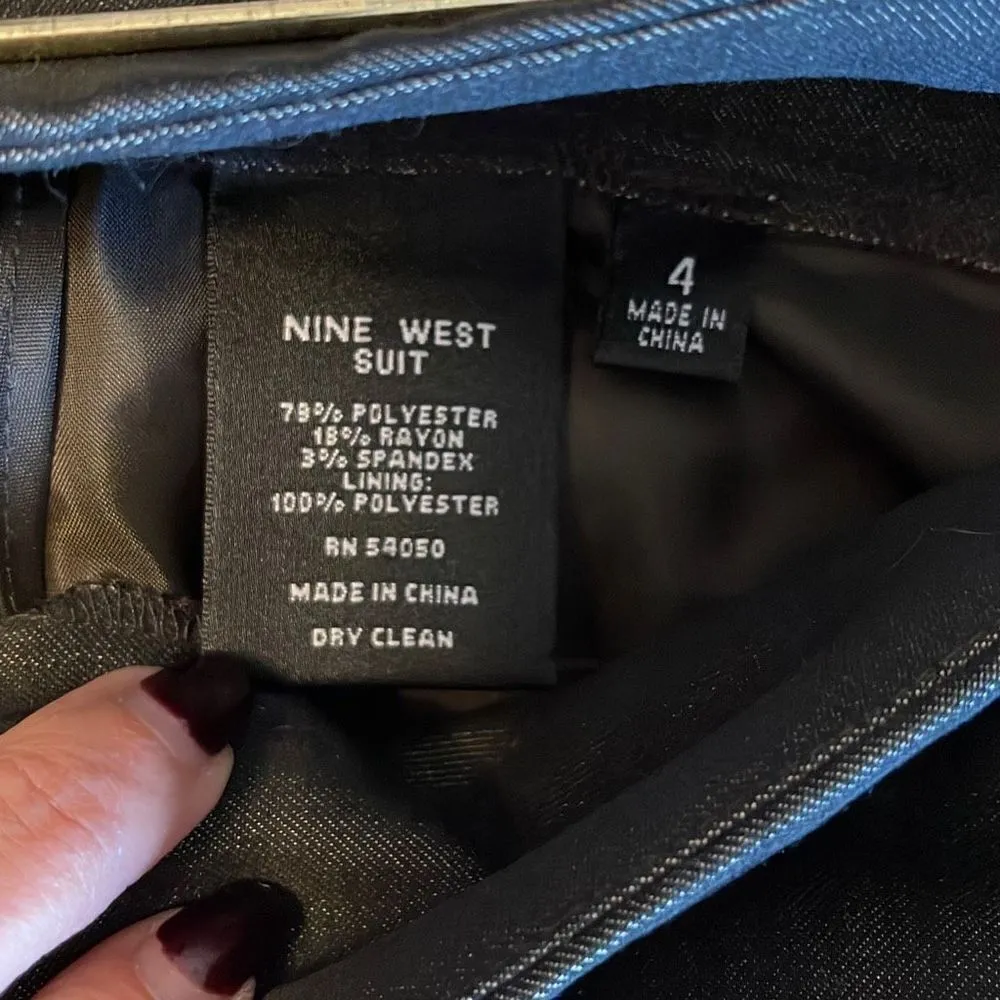 NINE WEST
SUIT
79% POLYESTER
18% RAYON
3% SPANDEX
LINING:
100% POLYESTER
RN 54050
MADE IN CHINA
DRY CLEAN
4
MADE IN
CHINA